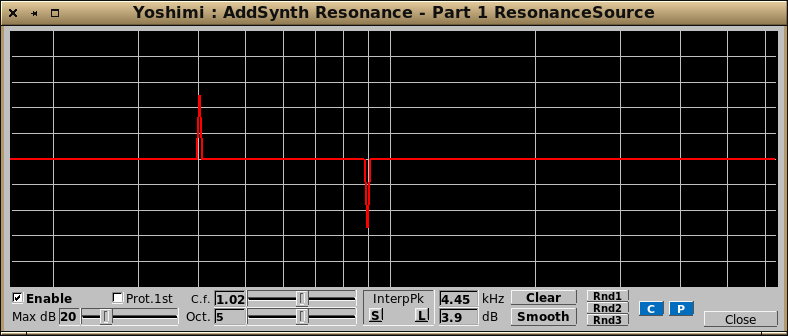 Yoshimi : AddSynth Resonance - Part 1 ResonanceSource
Enable Prot.1st C.f. 1.02 InterpPk 4.45 kHz Clear Rnd1
Max dB 20 Oct. 5 S L 3.9 dB Smooth Rnd2 Rnd3 C P Close